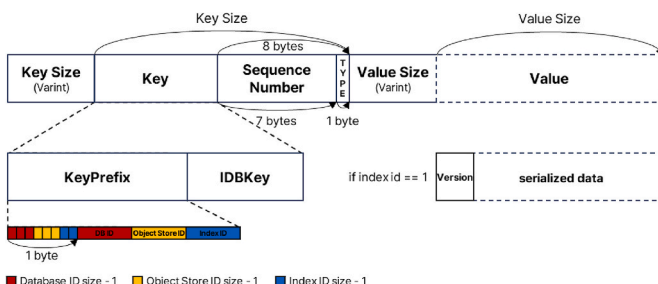 Key Size
Value Size
8 bytes
Key Size
(Varint)
Key
Sequence
Number
TYPE
Value Size
(Varint)
Value
7 bytes
1 byte
KeyPrefix
IDBKey
if index id == 1
Version
serialized data
DB ID
Object Store ID
Index ID
1 byte
Database ID size - 1
Object Store ID size - 1
Index ID size - 1